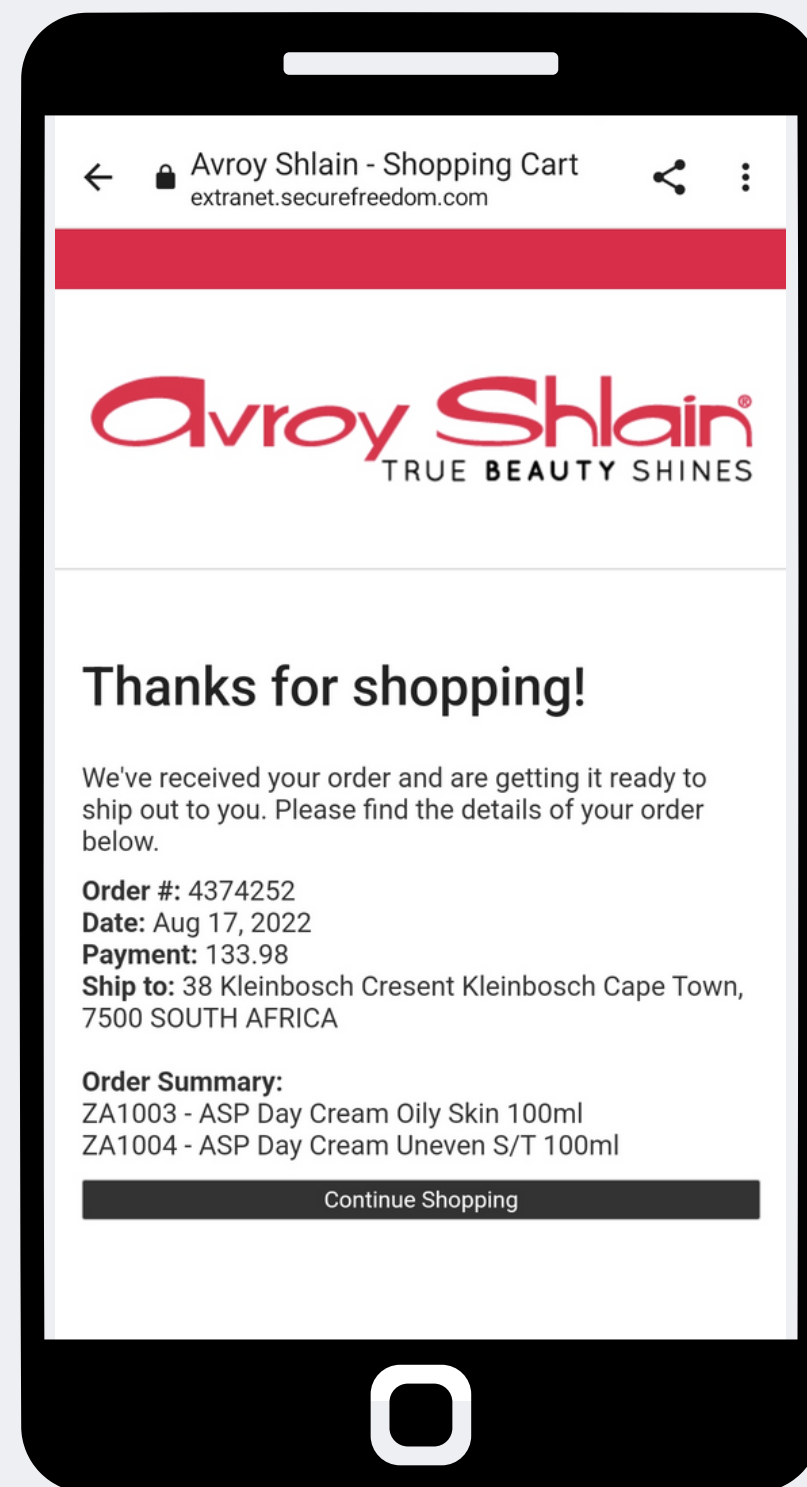 Avroy Shlain - Shopping Cart
extranet.securefreedom.com
Avroy Shlain®
TRUE BEAUTY SHINES
Thanks for shopping!
We've received your order and are getting it ready to
ship out to you. Please find the details of your order
below.
Order #: 4374252
Date: Aug 17, 2022
Payment: 133.98
Ship to: 38 Kleinbosch Cresent Kleinbosch Cape Town,
7500 SOUTH AFRICA
Order Summary:
ZA1003 - ASP Day Cream Oily Skin 100ml
ZA1004 - ASP Day Cream Uneven S/T 100ml
Continue Shopping